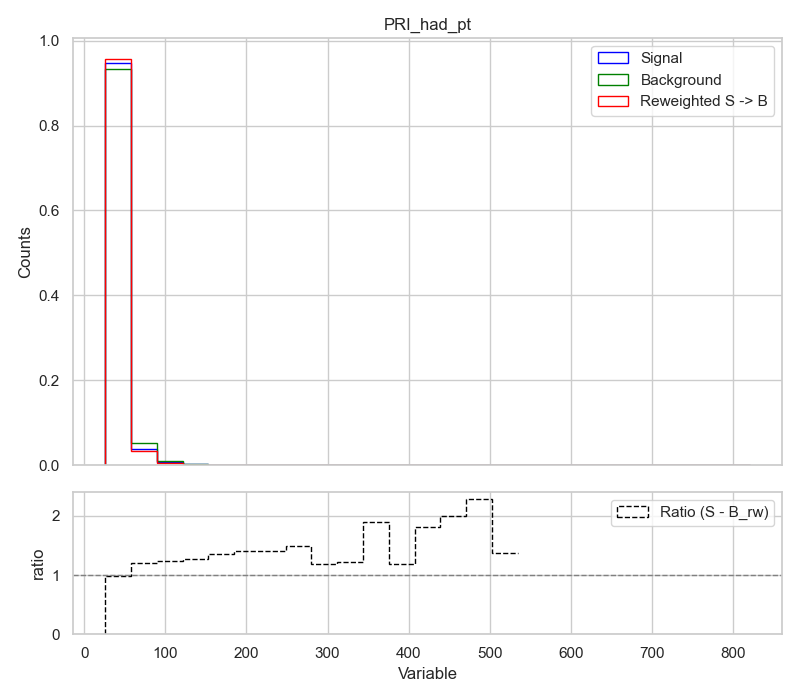 PRI_had_pt
1.0
0.8
0.6
0.4
0.2
0.0
Counts
Signal
Background
Reweighted S -> B
2
1
0
ratio
Ratio (S - B_rw)
0 100 200 300 400 500 600 700 800
Variable